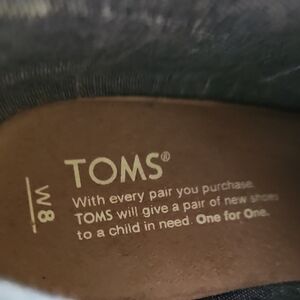 TOMS®
With every pair you purchase,
TOMS will give a pair of new shoes
to a child in need. One for One.
W8